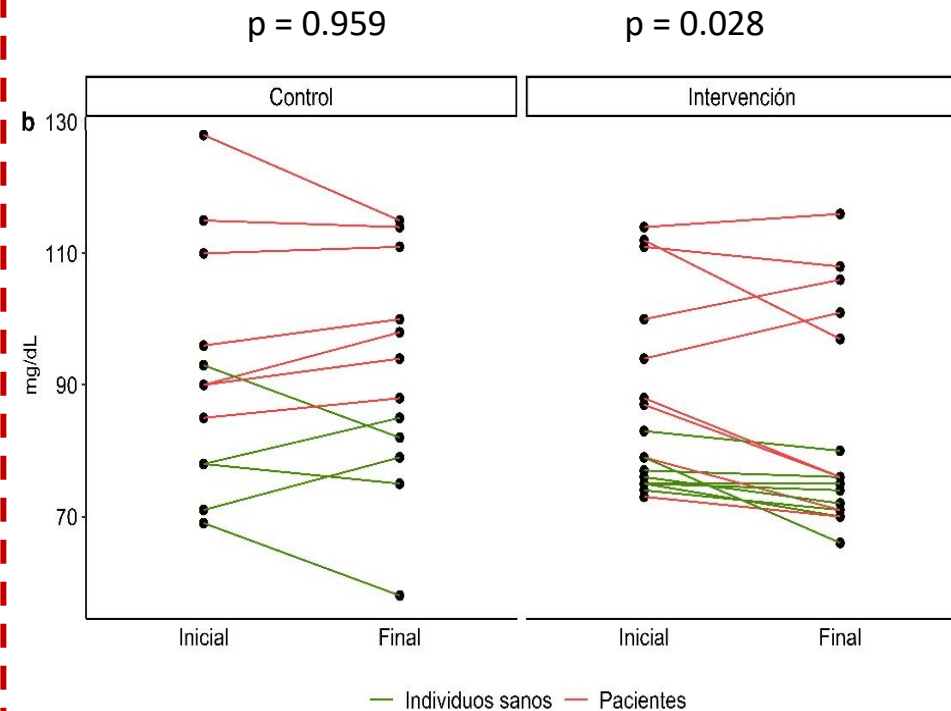 p = 0.959
p = 0.028
Control
Intervención
b
130
110
90
70
mg/dL
Inicial
Final
Inicial
Final
Individuos sanos
Pacientes